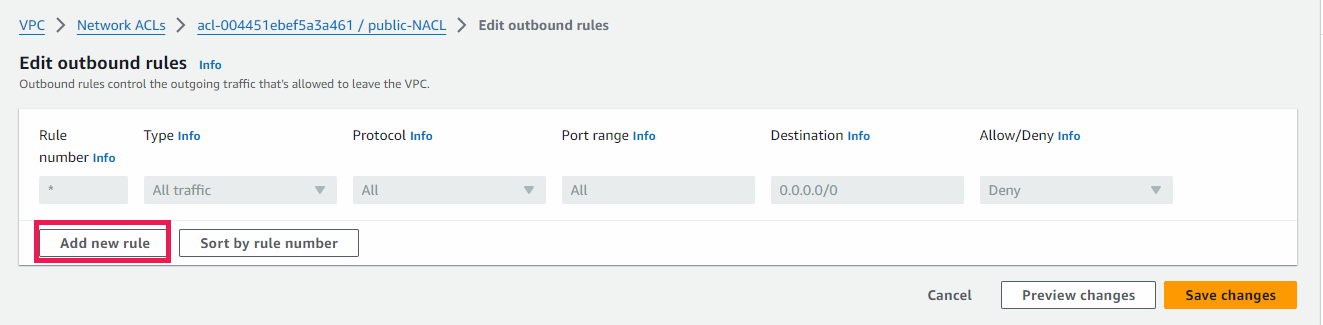 VPC > Network ACLs > acl-004451ebef5a3a461 / public-NACL > Edit outbound rules
Edit outbound rules Info
Outbound rules control the outgoing traffic that's allowed to leave the VPC.
Rule number Info Type Info Protocol Info Port range Info Destination Info Allow/Deny Info
* All traffic All All 0.0.0.0/0 Deny
Add new rule Sort by rule number
Cancel Preview changes Save changes